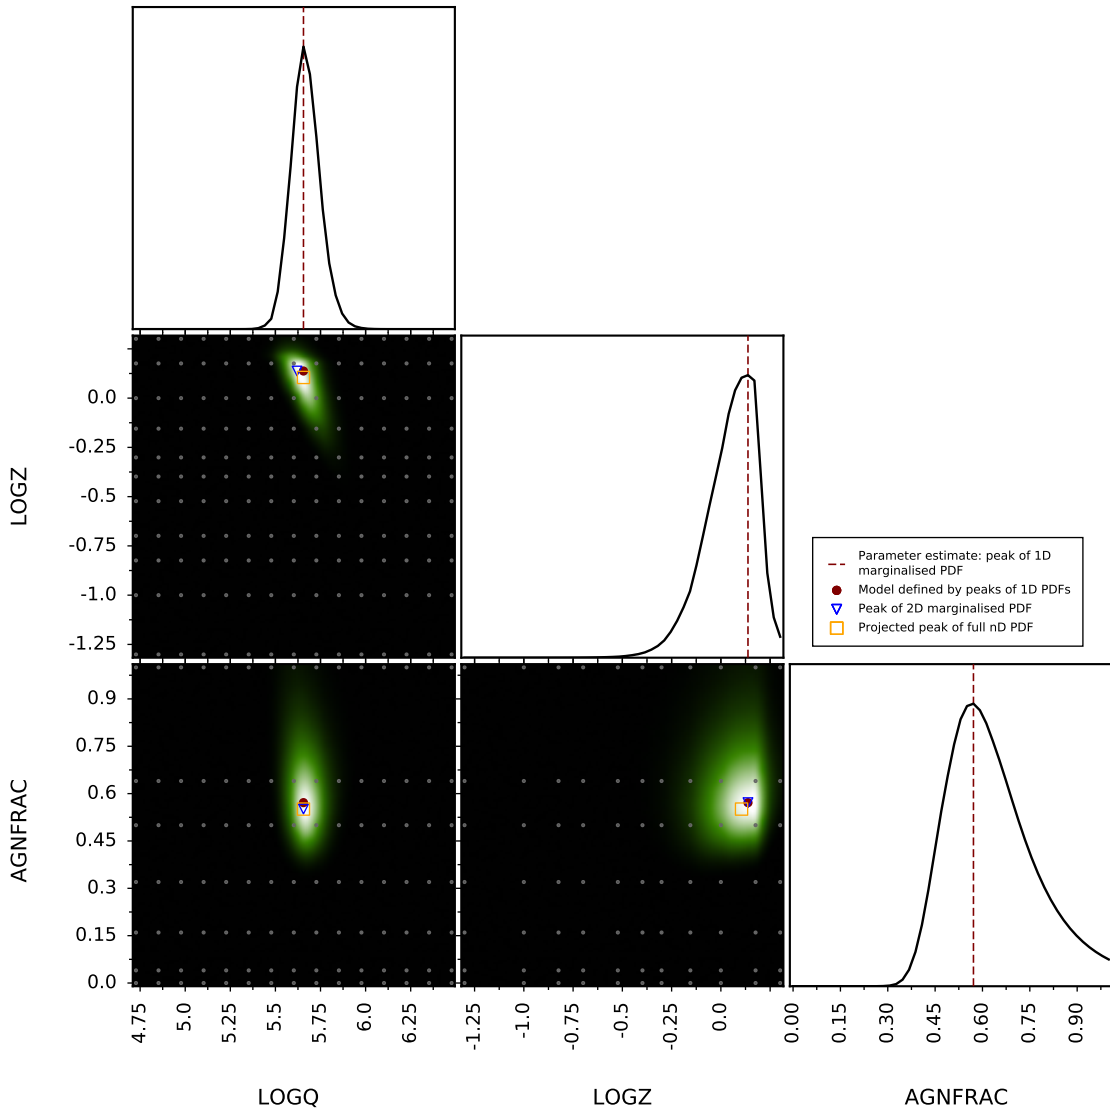 LOGZ
0.0
-0.25
-0.5
-0.75
-1.0
-1.25
Parameter estimate: peak of 1D
marginalised PDF
Model defined by peaks of 1D PDFs
Peak of 2D marginalised PDF
Projected peak of full nD PDF
AGNFRAC
0.9
0.75
0.6
0.45
0.3
0.15
0.0
4.75 5.0 5.25 5.5 5.75 6.0 6.25
-1.25 -1.0 -0.75 -0.5 -0.25 0.0
0.00 0.15 0.30 0.45 0.60 0.75 0.90
LOGQ LOGZ AGNFRAC